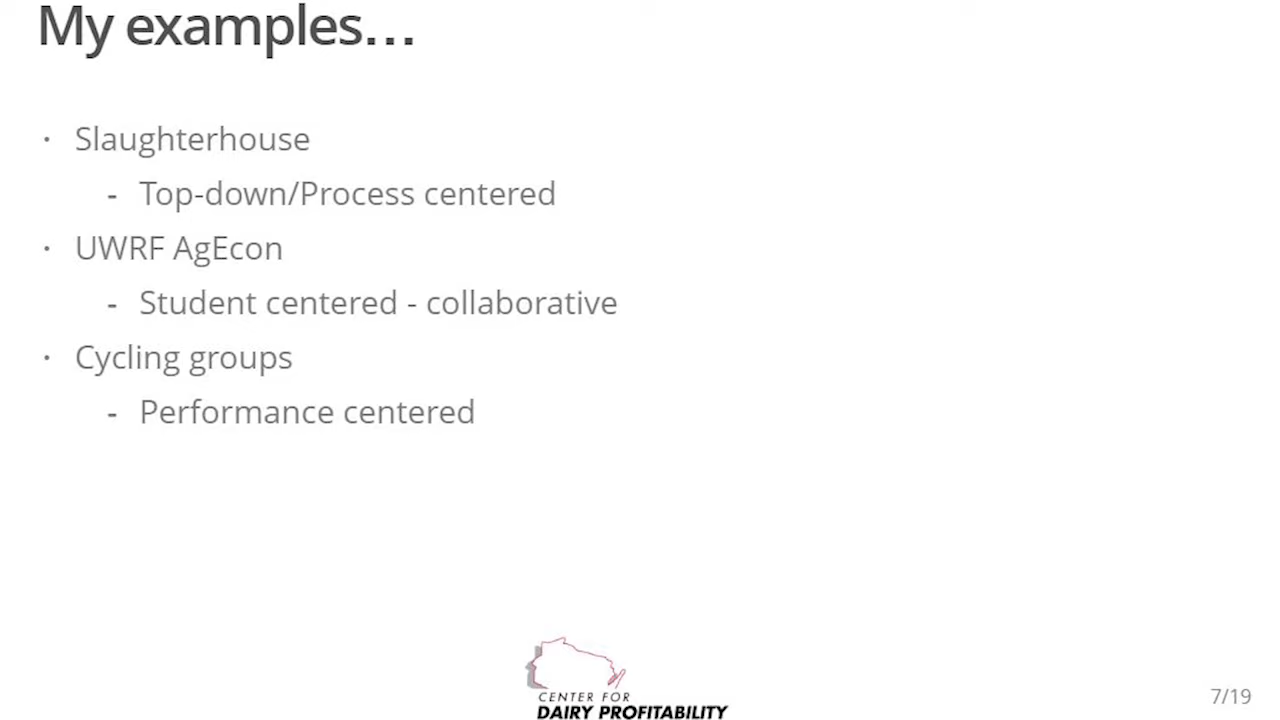 My examples…
· Slaughterhouse
- Top-down/Process centered
· UWRF AgEcon
- Student centered - collaborative
· Cycling groups
- Performance centered
CENTER FOR
DAIRY PROFITABILITY
7/19